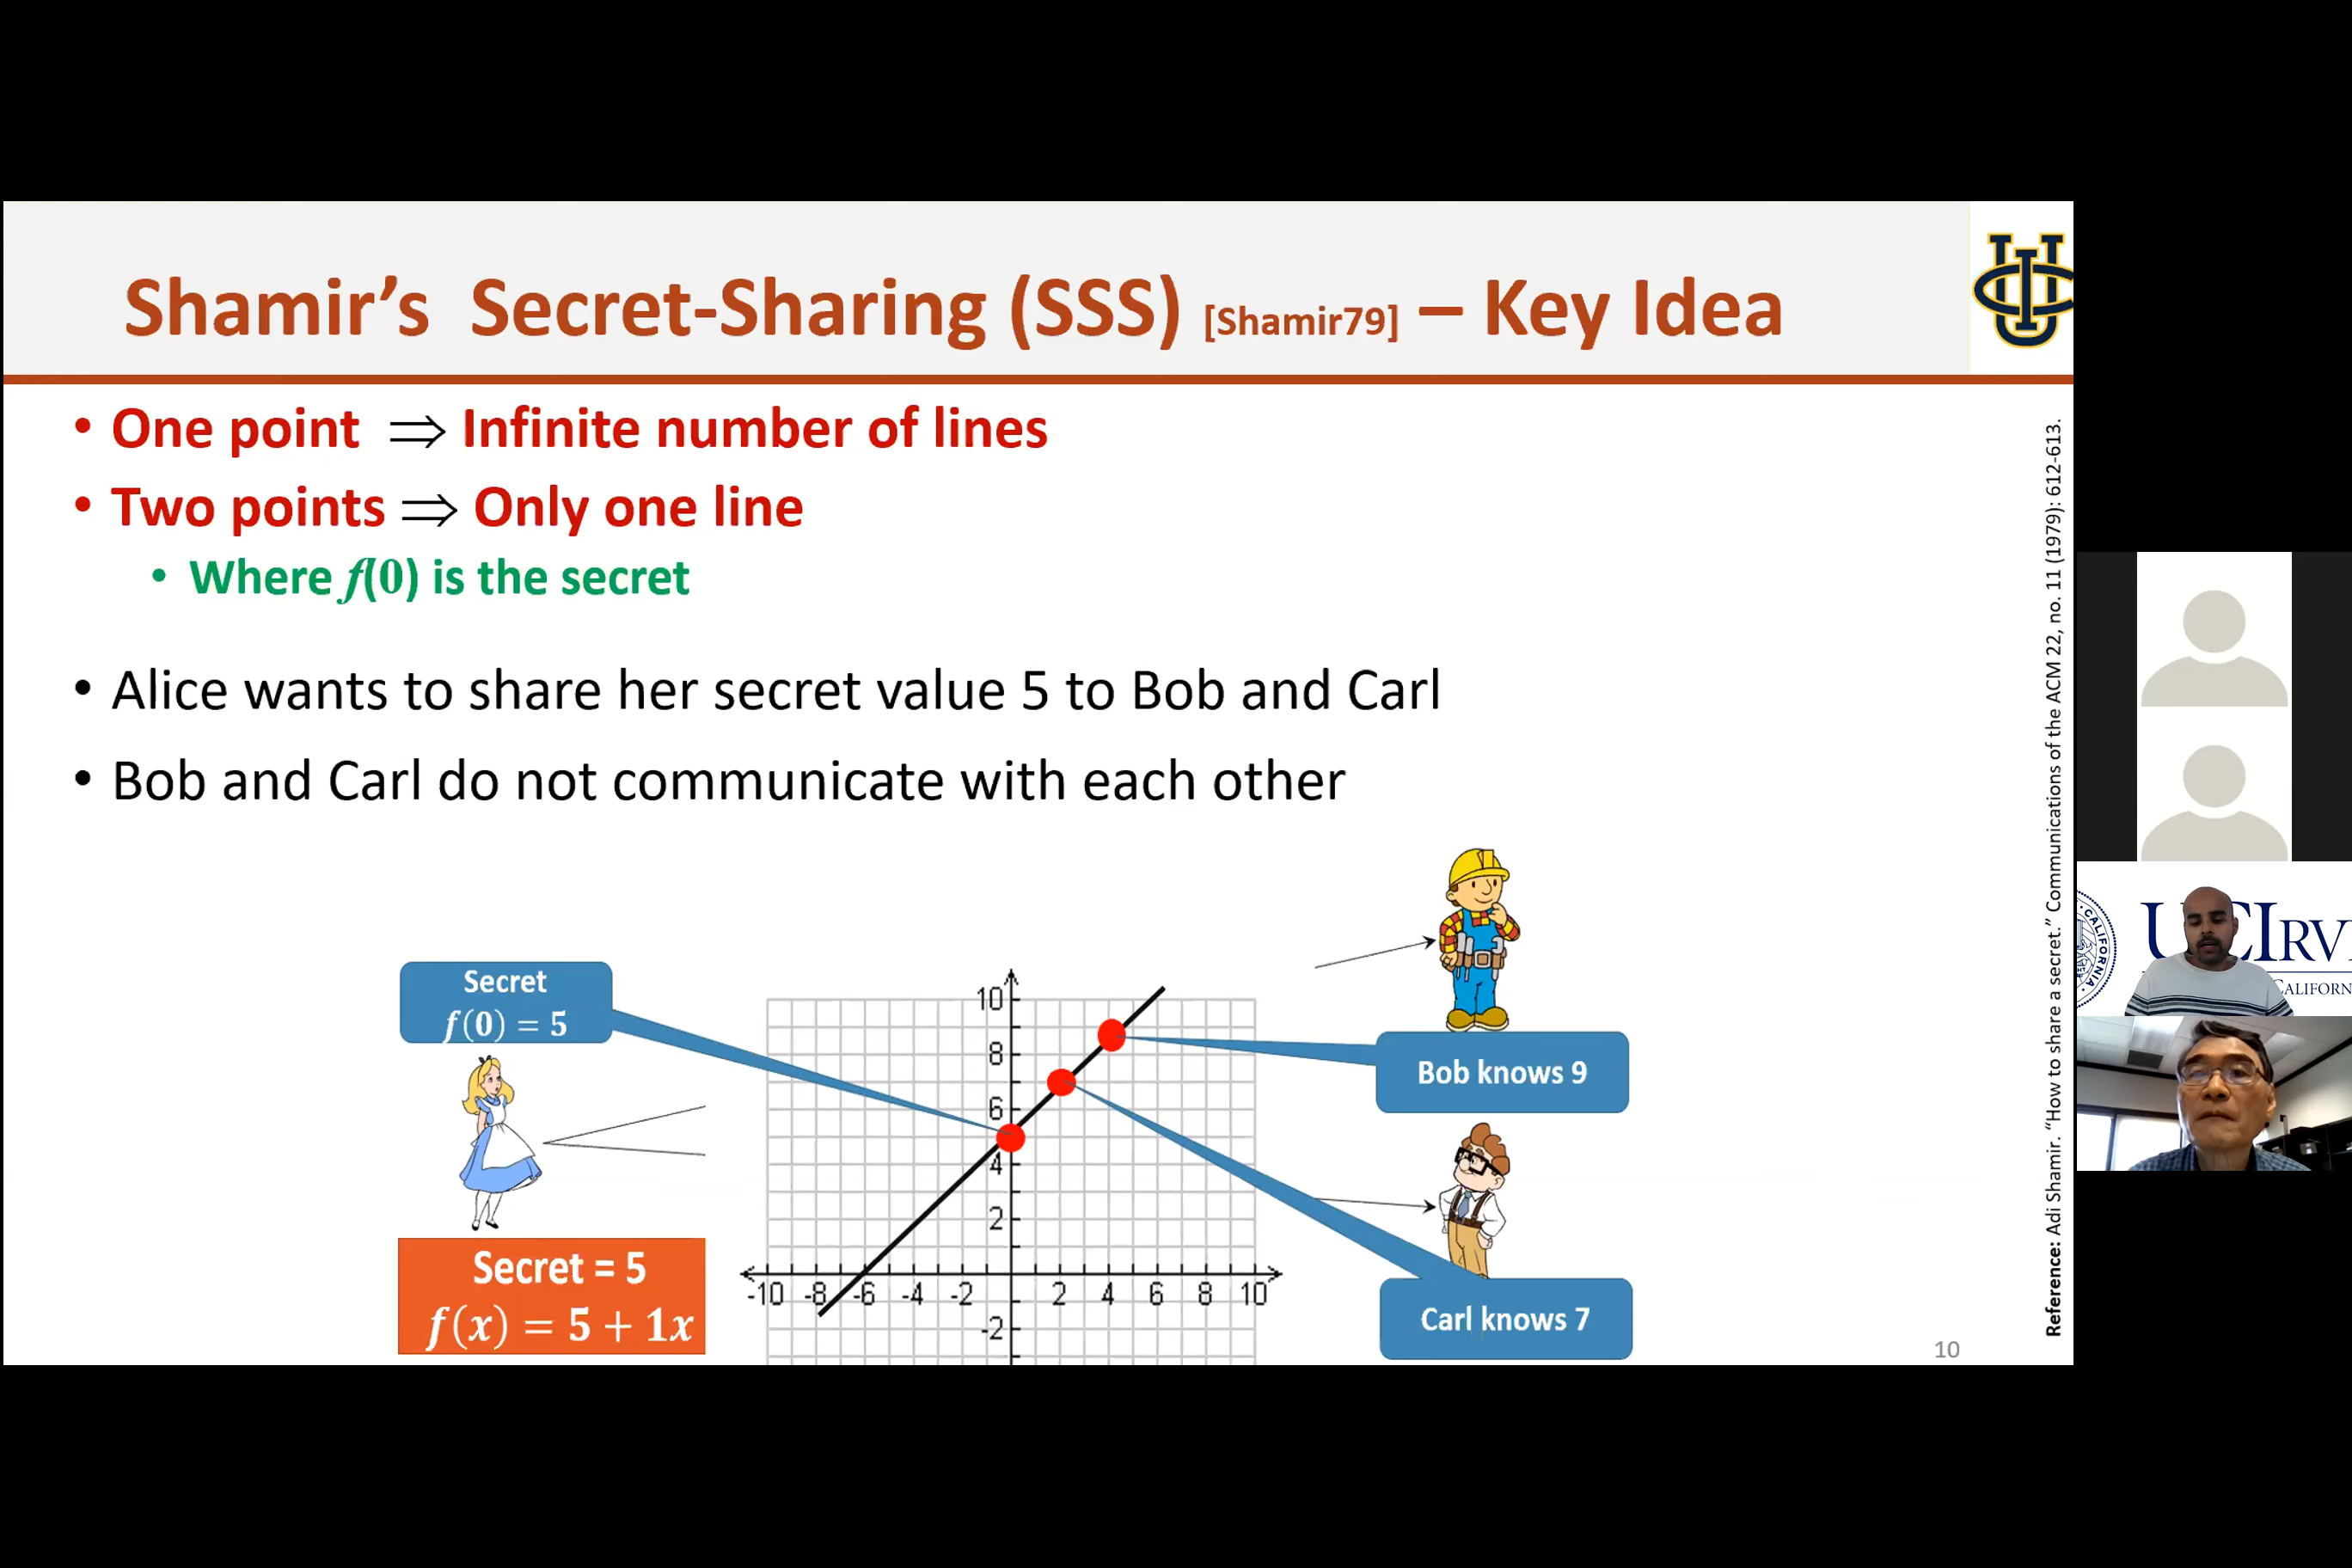 Shamir’s Secret-Sharing (SSS) [Shamir79] – Key Idea
• One point ⇒ Infinite number of lines
• Two points ⇒ Only one line
• Where f(0) is the secret
• Alice wants to share her secret value 5 to Bob and Carl
• Bob and Carl do not communicate with each other
Secret
f(0) = 5
Secret = 5
f(x) = 5 + 1x
10
8
6
4
2
-10 -8 -6 -4 -2 2 4 6 8 10
-2
Bob knows 9
Carl knows 7
10
Reference: Adi Shamir. “How to share a secret.” Communications of the ACM 22, no. 11 (1979): 612-613.
CALIFORNIA